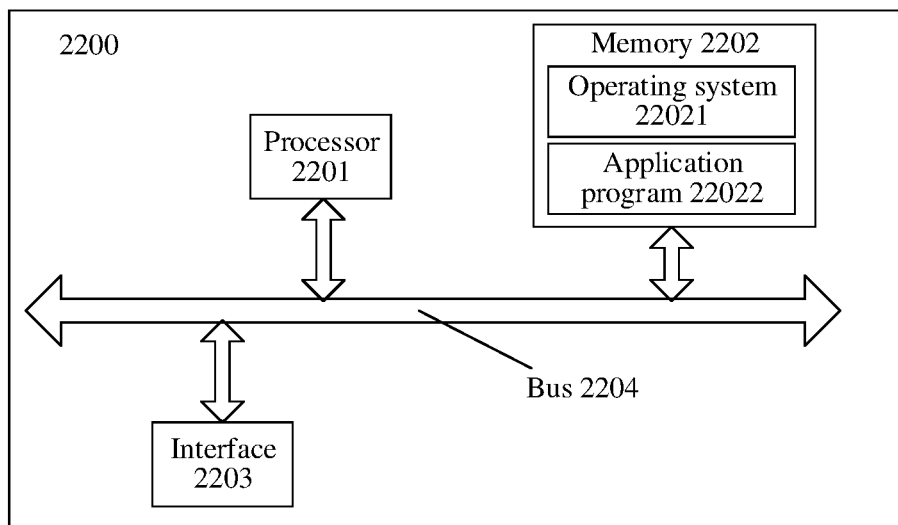 2200
Memory 2202
Operating system
22021
Application
program 22022
Processor
2201
Bus 2204
Interface
2203